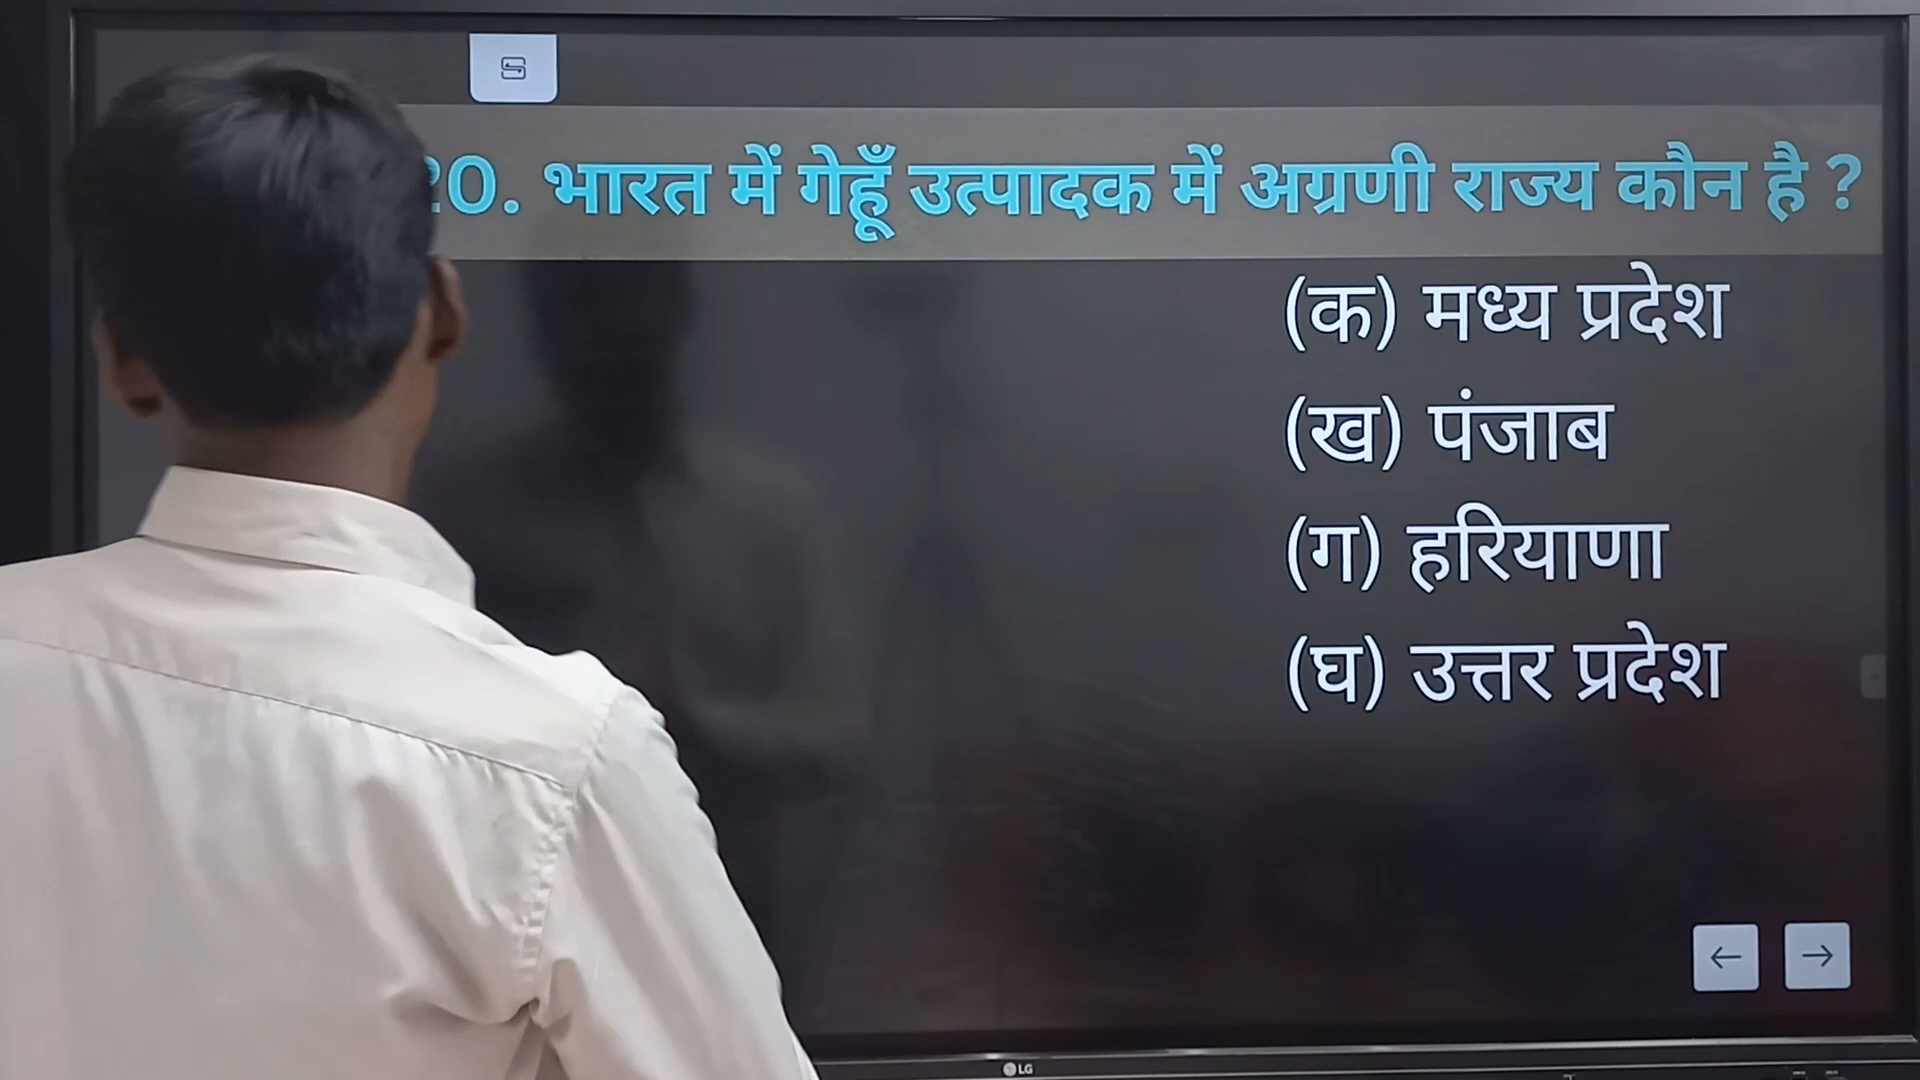 20. भारत में गेहूँ उत्पादक में अग्रणी राज्य कौन है ?
(क) मध्य प्रदेश
(ख) पंजाब
(ग) हरियाणा
(घ) उत्तर प्रदेश
LG